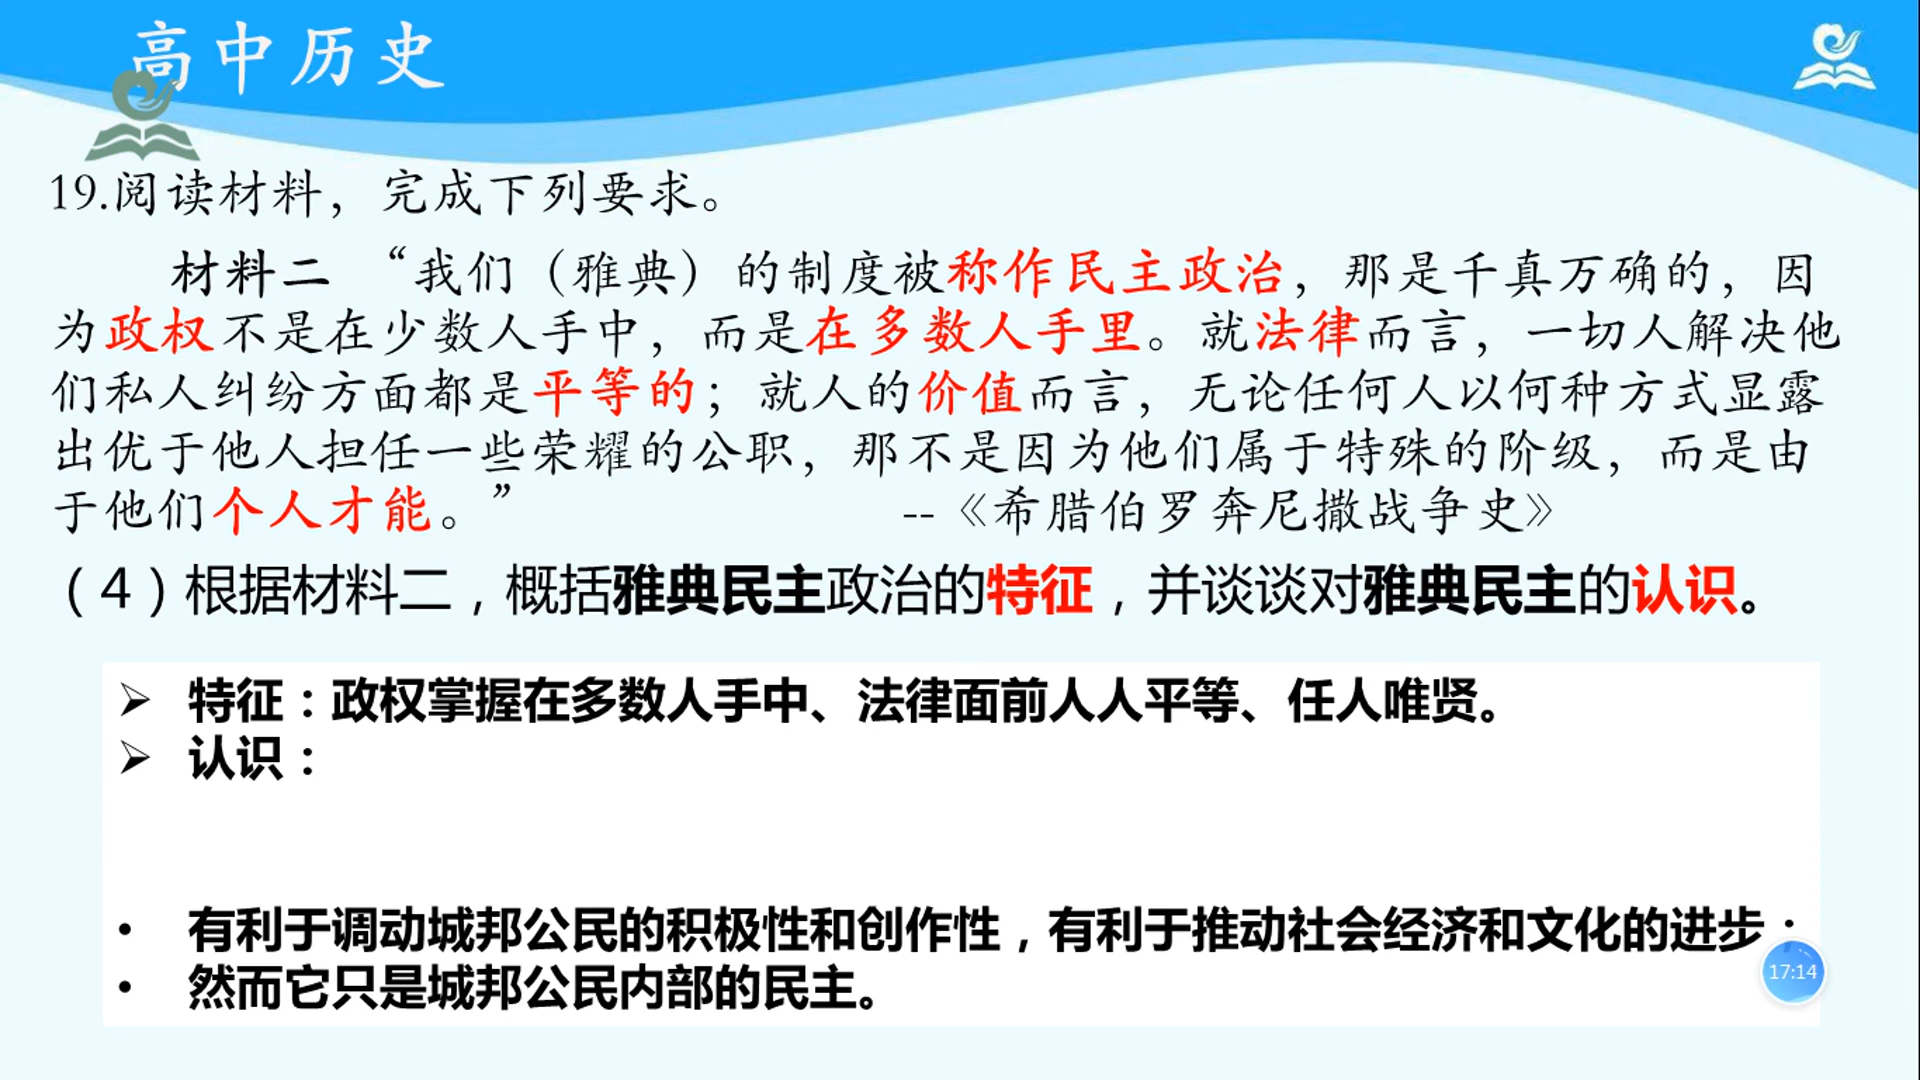 高中历史
19.阅读材料，完成下列要求。
材料二 “我们（雅典）的制度被称作民主政治，那是千真万确的，因
为政权不是在少数人手中，而是在多数人手里。就法律而言，一切人解决他
们私人纠纷方面都是平等的；就人的价值而言，无论任何人以何种方式显露
出优于他人担任一些荣耀的公职，那不是因为他们属于特殊的阶级，而是由
于他们个人才能。” --《希腊伯罗奔尼撒战争史》
（4）根据材料二，概括雅典民主政治的特征，并谈谈对雅典民主的认识。
➢ 特征：政权掌握在多数人手中、法律面前人人平等、任人唯贤。
➢ 认识：
• 有利于调动城邦公民的积极性和创作性，有利于推动社会经济和文化的进步；
• 然而它只是城邦公民内部的民主。
17:14